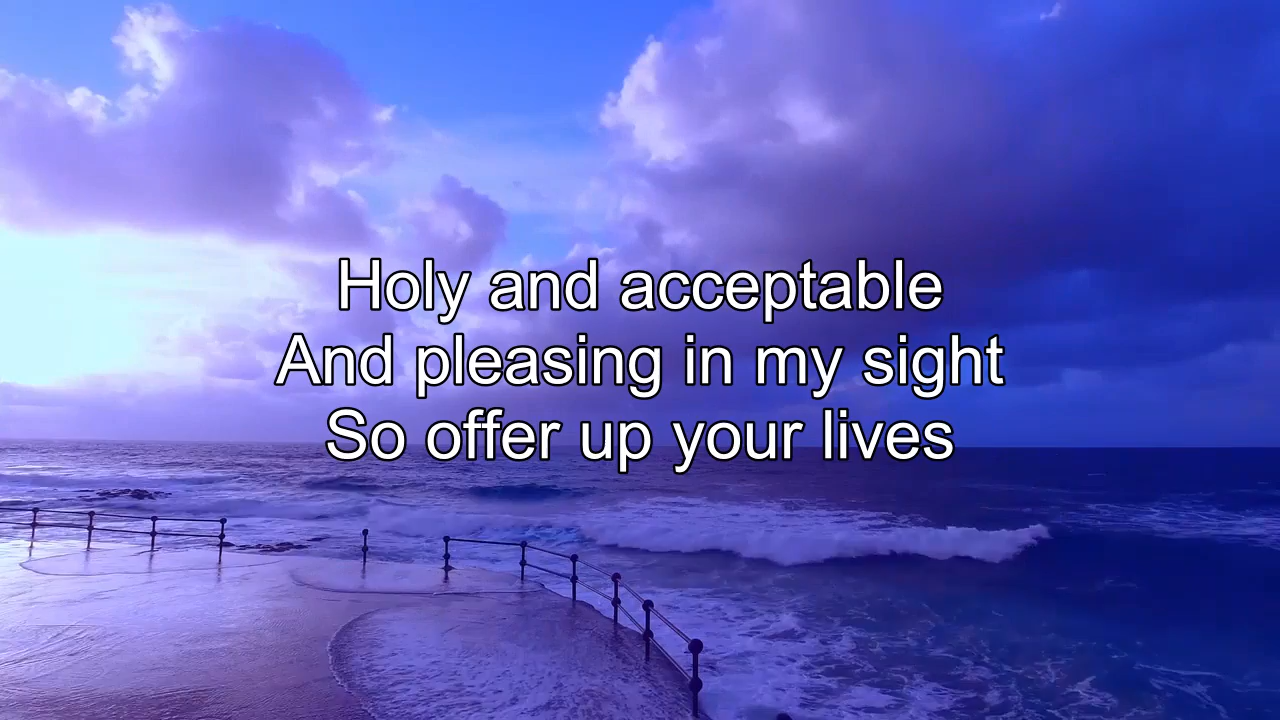 Holy and acceptable
And pleasing in my sight
So offer up your lives